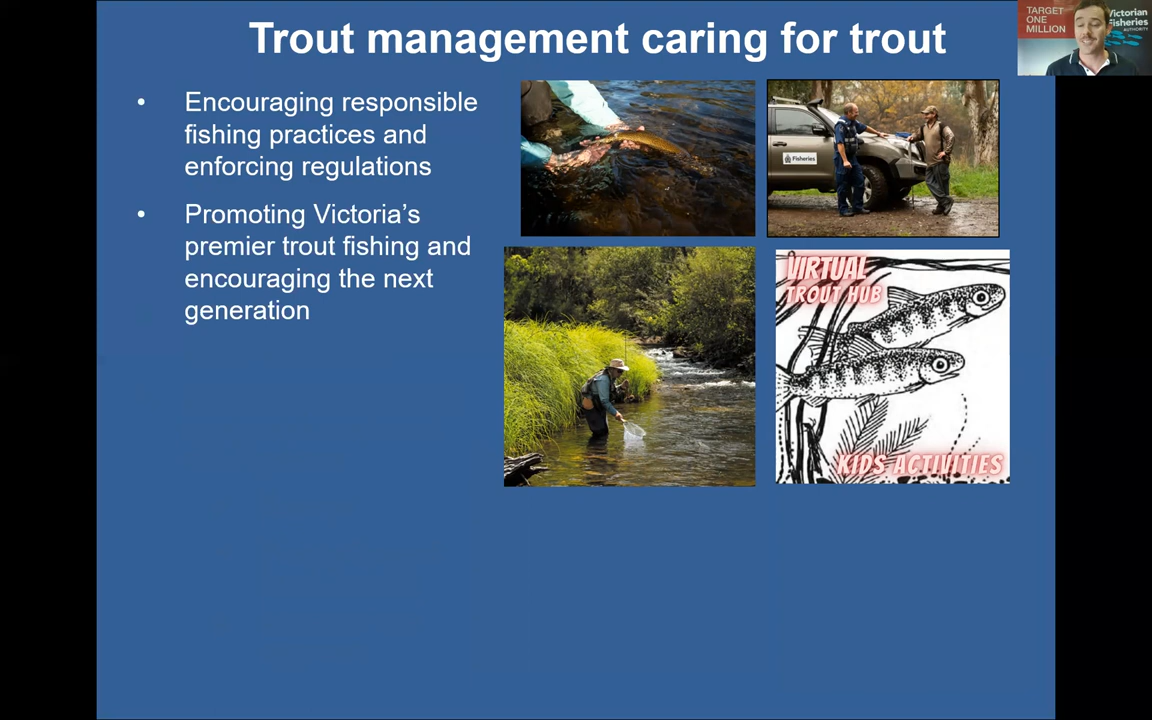 Trout management caring for trout
TARGET
ONE
MILLION
Victorian
Fisheries
AUTHORITY
• Encouraging responsible
fishing practices and
enforcing regulations
• Promoting Victoria's
premier trout fishing and
encouraging the next
generation
Fisheries
VIRTUAL
TROUT HUB
KIDS ACTIVITIES